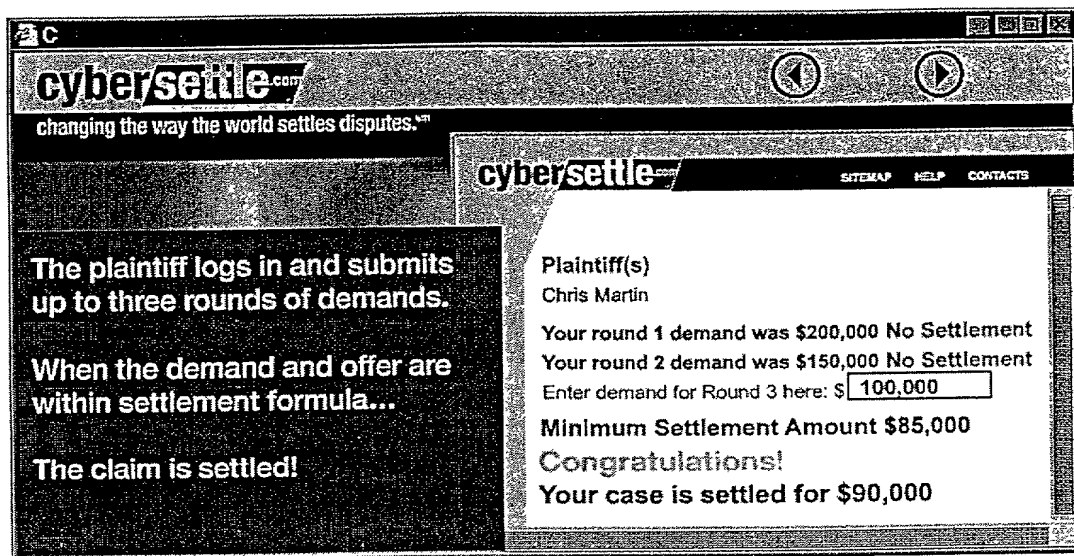 C
cybersettle.com
changing the way the world settles disputes.℠
cybersettle.com
SITEMAP HELP CONTACTS
The plaintiff logs in and submits
up to three rounds of demands.
When the demand and offer are
within settlement formula...
The claim is settled!
Plaintiff(s)
Chris Martin
Your round 1 demand was $200,000 No Settlement
Your round 2 demand was $150,000 No Settlement
Enter demand for Round 3 here: $ 100,000
Minimum Settlement Amount $85,000
Congratulations!
Your case is settled for $90,000